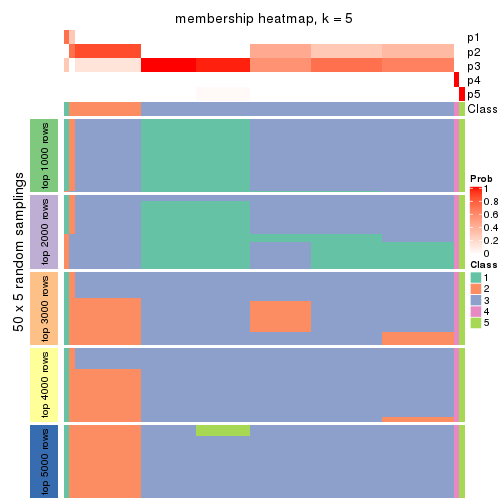 membership heatmap, k = 5
p1
p2
p3
p4
p5
Class
50 x 5 random samplings
top 1000 rows
top 2000 rows
top 3000 rows
top 4000 rows
top 5000 rows
Prob
1
0.8
0.6
0.4
0.2
0
Class
1
2
3
4
5